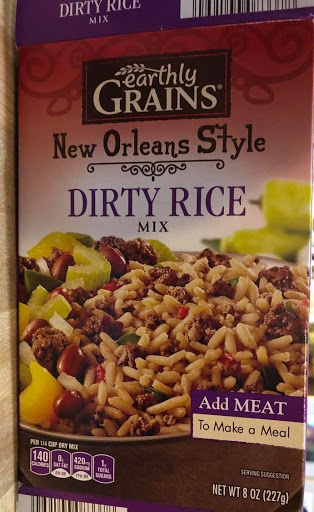 DIRTY RICE
MIX
earthly
GRAINS®
New Orleans Style
DIRTY RICE
MIX
Add MEAT
To Make a Meal
PER 1/4 CUP DRY MIX
140
CALORIES
0g
SAT FAT
0% DV
420mg
SODIUM
1g
TOTAL
SUGARS
SERVING SUGGESTION
NET WT 8 OZ (227g)